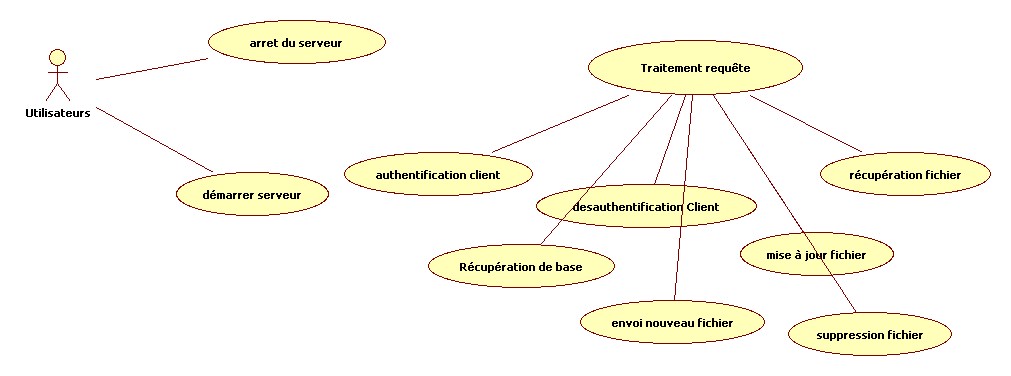 arret du serveur
Traitement requête
Utilisateurs
authentification client
récupération fichier
démarrer serveur
desauthentification Client
mise à jour fichier
Récupération de base
envoi nouveau fichier
suppression fichier